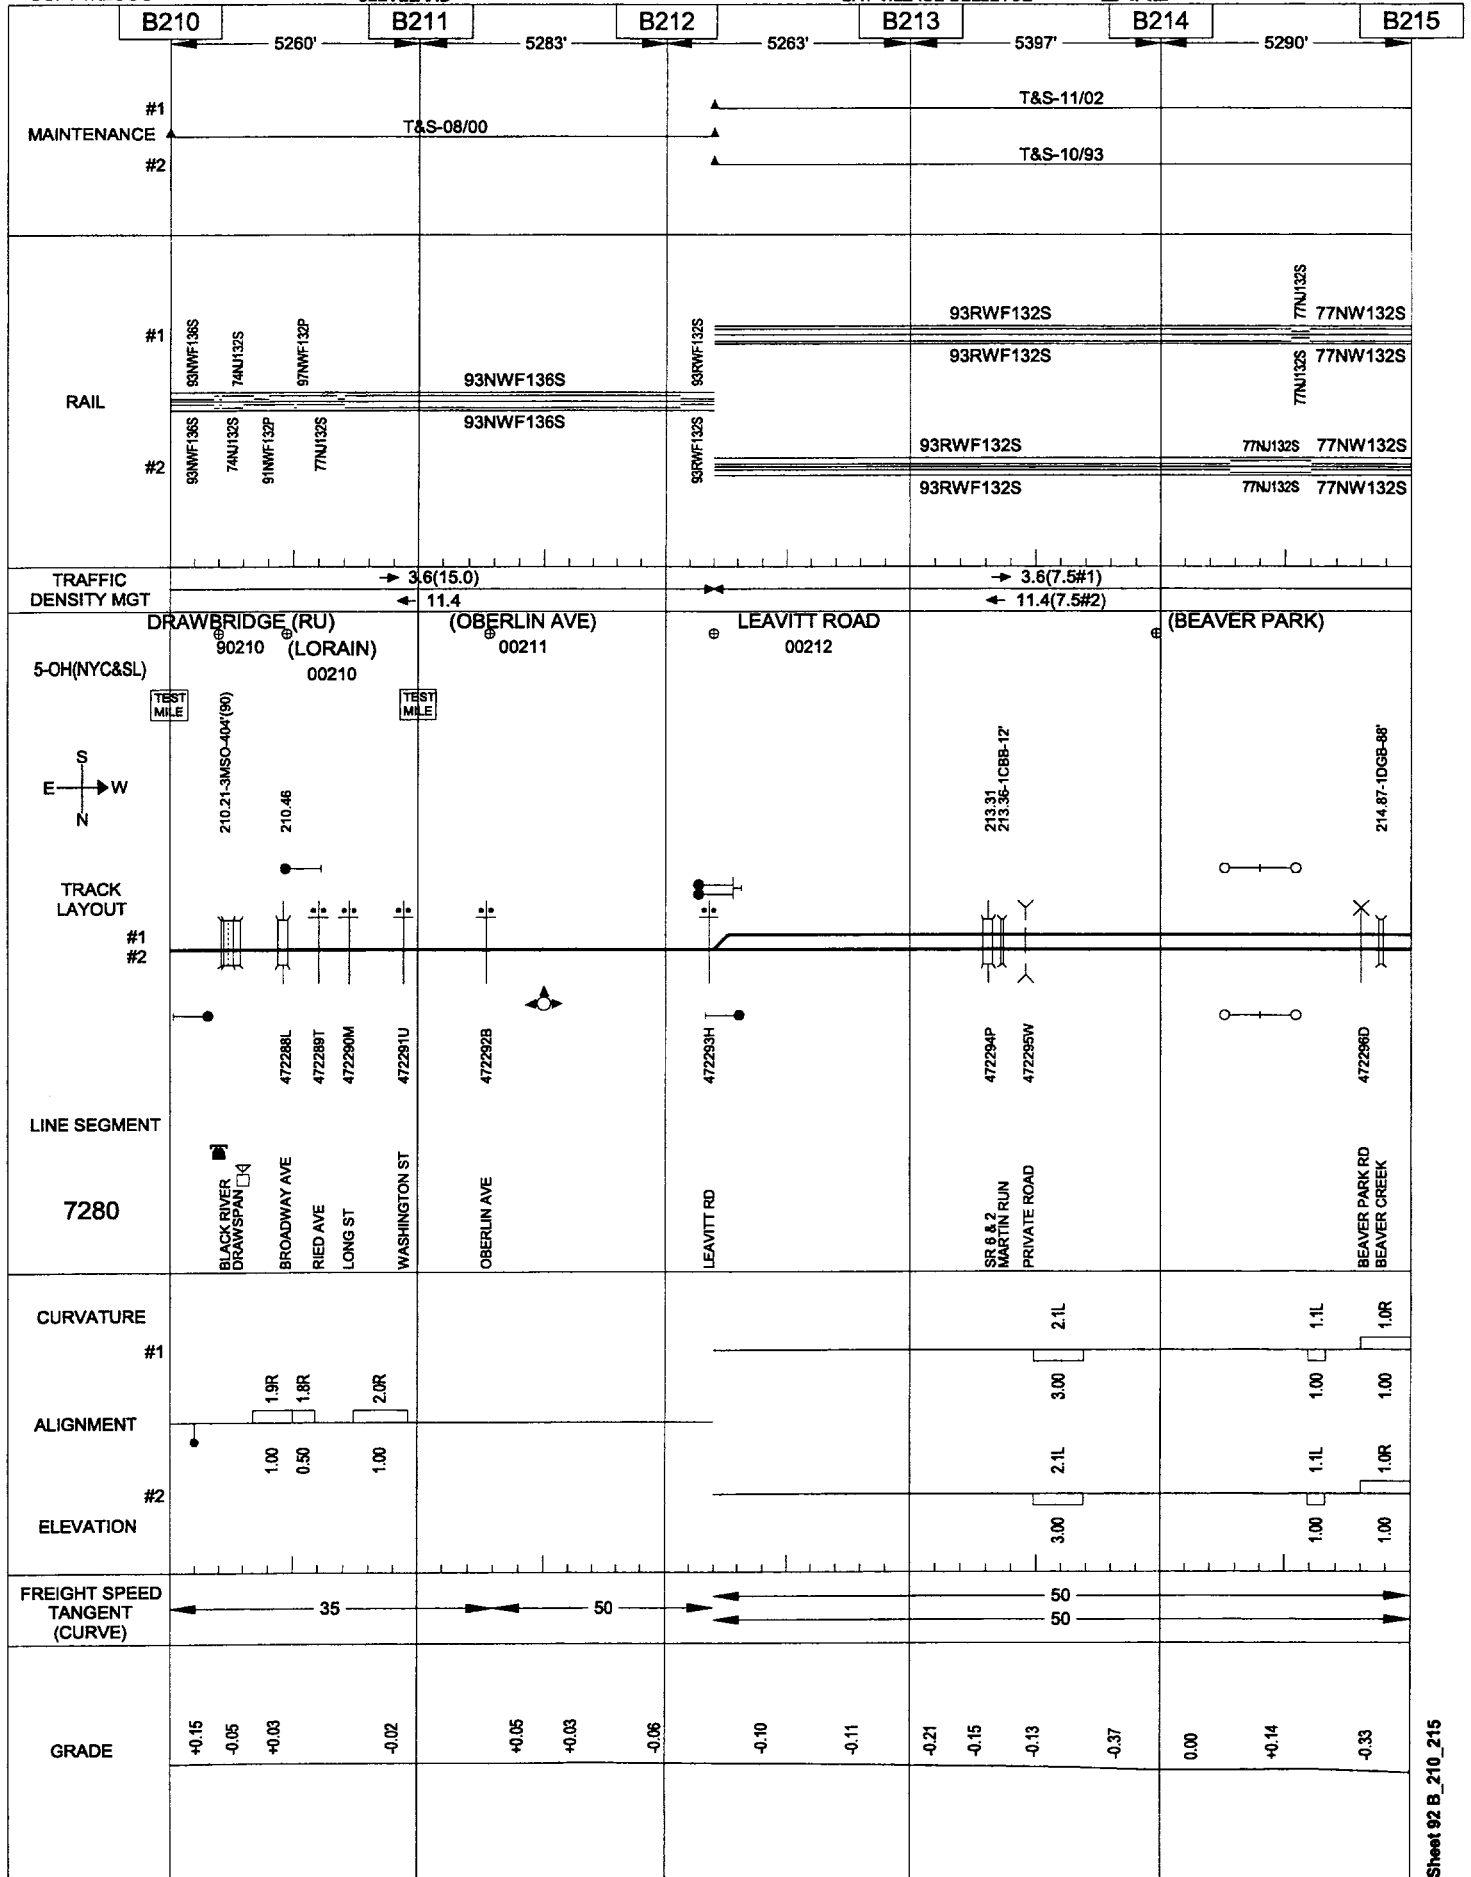 B210 B211 B212 B213 B214 B215
5260' 5283' 5263' 5397' 5290'
#1 T&S-11/02
MAINTENANCE T&S-08/00
#2 T&S-10/93
93RWF132S 77NJ132S 77NW132S
#1 93NWF136S 74NJ132S 97NWF132P 93RWF132S
93RWF132S 77NJ132S 77NW132S
93NWF136S
RAIL
93NWF136S
93NWF136S 74NJ132S 91NWF132P 77NJ132S 93RWF132S
#2 93RWF132S 77NJ132S 77NW132S
93RWF132S 77NJ132S 77NW132S
TRAFFIC 3.6(15.0) 3.6(7.5#1)
DENSITY MGT 11.4 11.4(7.5#2)
DRAWBRIDGE (RU) (OBERLIN AVE) LEAVITT ROAD (BEAVER PARK)
90210 (LORAIN) 00211 00212
00210
5-OH(NYC&SL)
TEST MILE TEST MILE
210.21-3MSO-404'(90) 210.46 213.31 213.36-1CBB-12' 214.87-1DGB-88'
S
E W
N
TRACK
LAYOUT
#1
#2
472288L 472289T 472290M 472291U 472292B 472293H 472294P 472295W 472296D
LINE SEGMENT
7280
BLACK RIVER DRAWSPAN BROADWAY AVE RIED AVE LONG ST WASHINGTON ST OBERLIN AVE LEAVITT RD SR 6 & 2 MARTIN RUN PRIVATE ROAD BEAVER PARK RD BEAVER CREEK
CURVATURE 2.1L 1.1L 1.0R
#1
3.00 1.00 1.00
1.9R 1.8R 2.0R
ALIGNMENT
1.00 0.50 1.00 2.1L 1.1L 1.0R
#2
ELEVATION 3.00 1.00 1.00
FREIGHT SPEED 50
TANGENT 35 50
(CURVE) 50
GRADE +0.15 -0.05 +0.03 -0.02 +0.05 +0.03 -0.06 -0.10 -0.11 -0.21 -0.15 -0.13 -0.37 0.00 +0.14 -0.33
Sheet 92 B_210_215